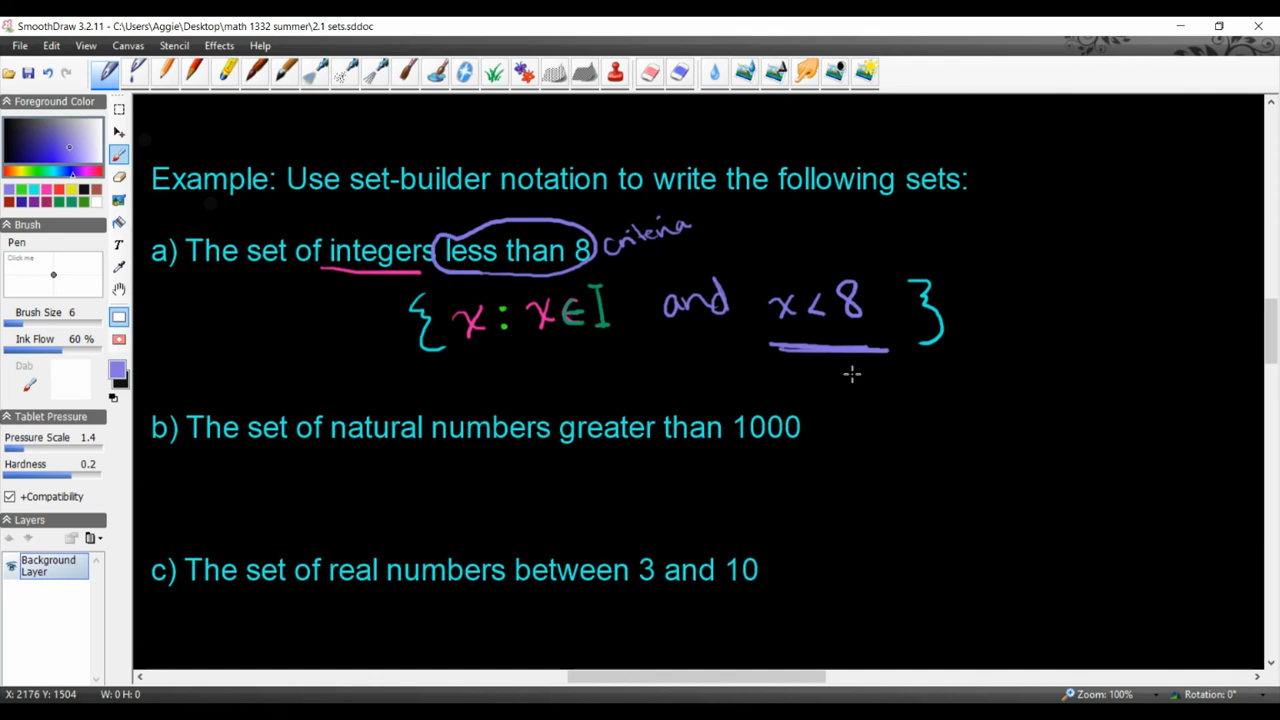 SmoothDraw 3.2.11 - C:\Users\Aggie\Desktop\math 1332 summer\2.1 sets.sddoc
File Edit View Canvas Stencil Effects Help
Foreground Color
Brush
Pen
Click me
Brush Size 6
Ink Flow 60 %
Dab
Tablet Pressure
Pressure Scale 1.4
Hardness 0.2
+Compatibility
Layers
Background
Layer
Example: Use set-builder notation to write the following sets:
a) The set of integers less than 8 criteria
{ x : x ∈ I and x < 8 }
b) The set of natural numbers greater than 1000
c) The set of real numbers between 3 and 10
X: 2176 Y: 1504 W: 0 H: 0 Zoom: 100% Rotation: 0°